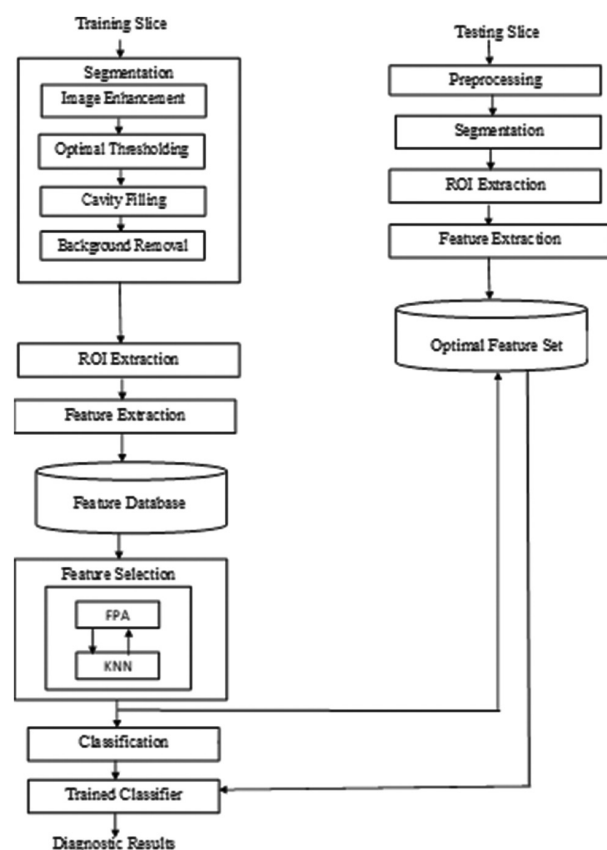 Training Slice
Segmentation
Image Enhancement
Optimal Thresholding
Cavity Filling
Background Removal
ROI Extraction
Feature Extraction
Feature Database
Feature Selection
FPA
KNN
Classification
Trained Classifier
Diagnostic Results
Testing Slice
Preprocessing
Segmentation
ROI Extraction
Feature Extraction
Optimal Feature Set